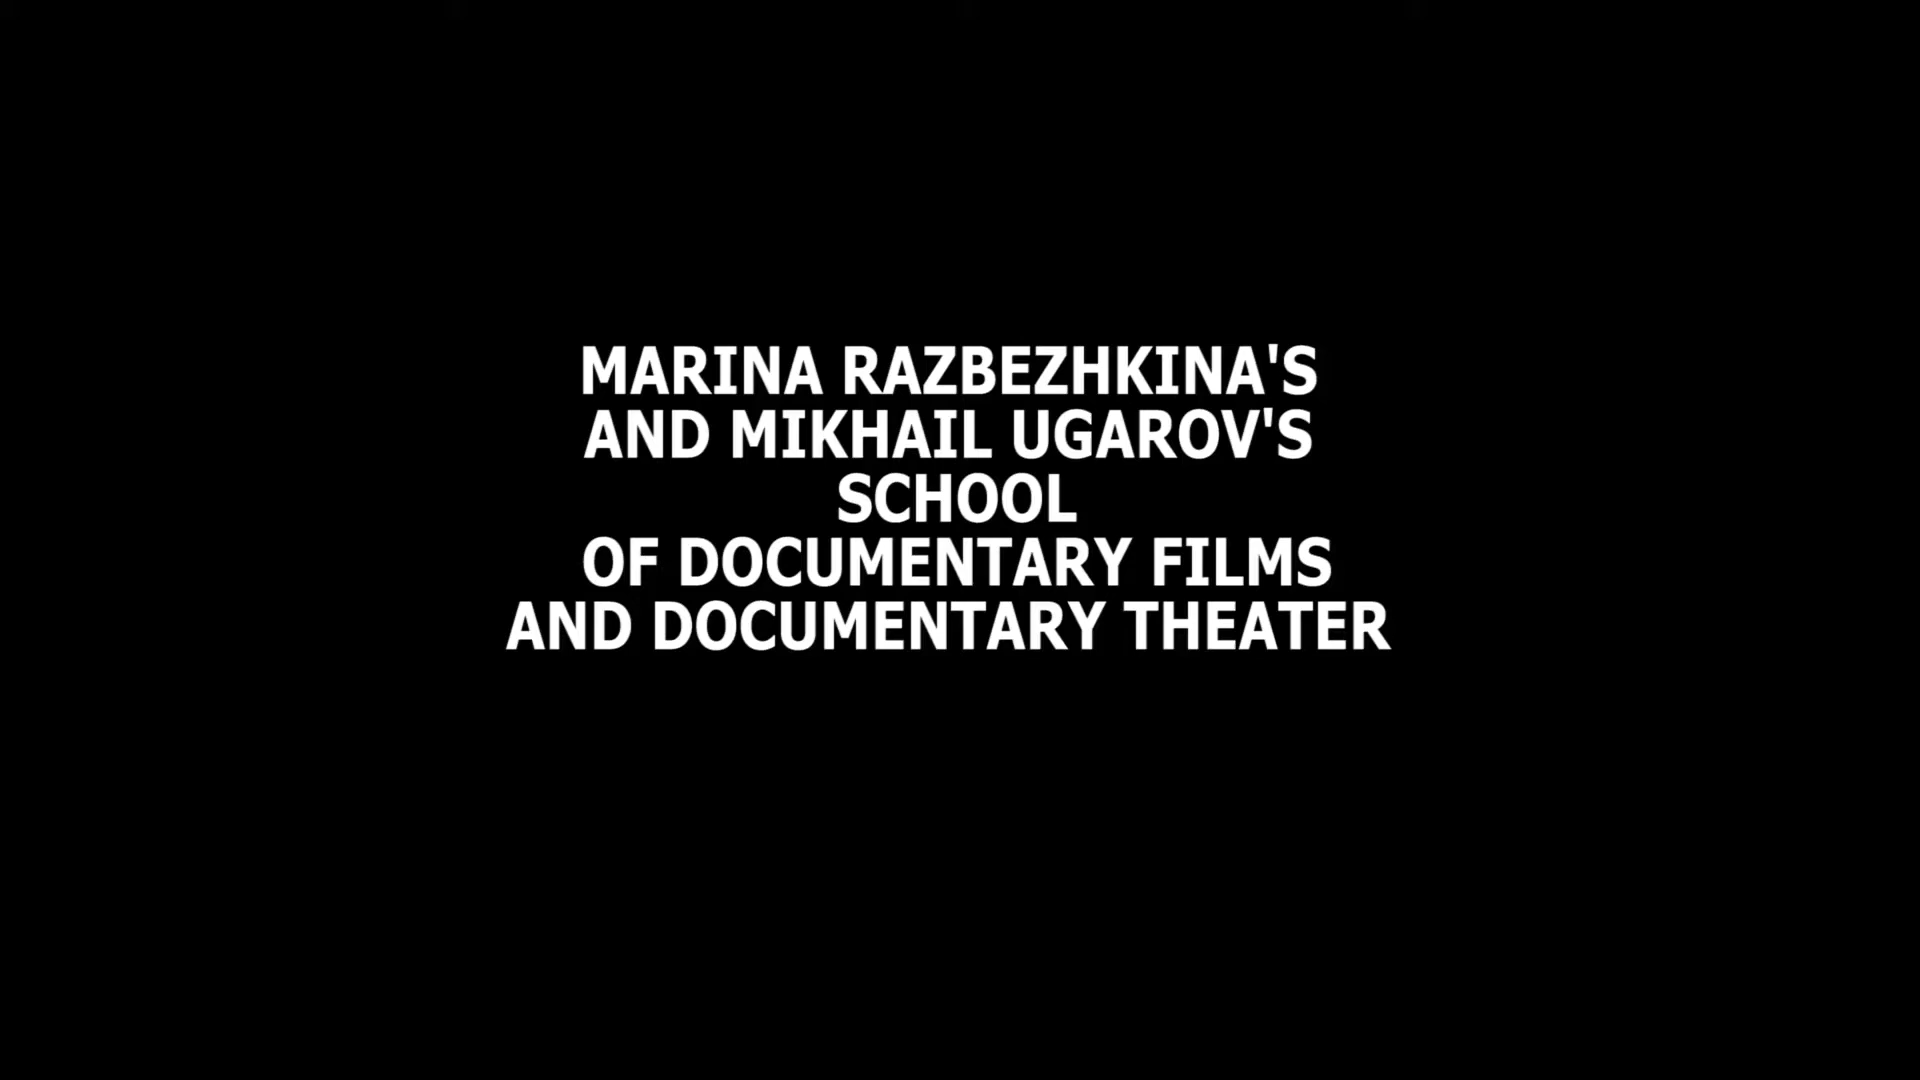 MARINA RAZBEZHKINA'S
AND MIKHAIL UGAROV'S
SCHOOL
OF DOCUMENTARY FILMS
AND DOCUMENTARY THEATER